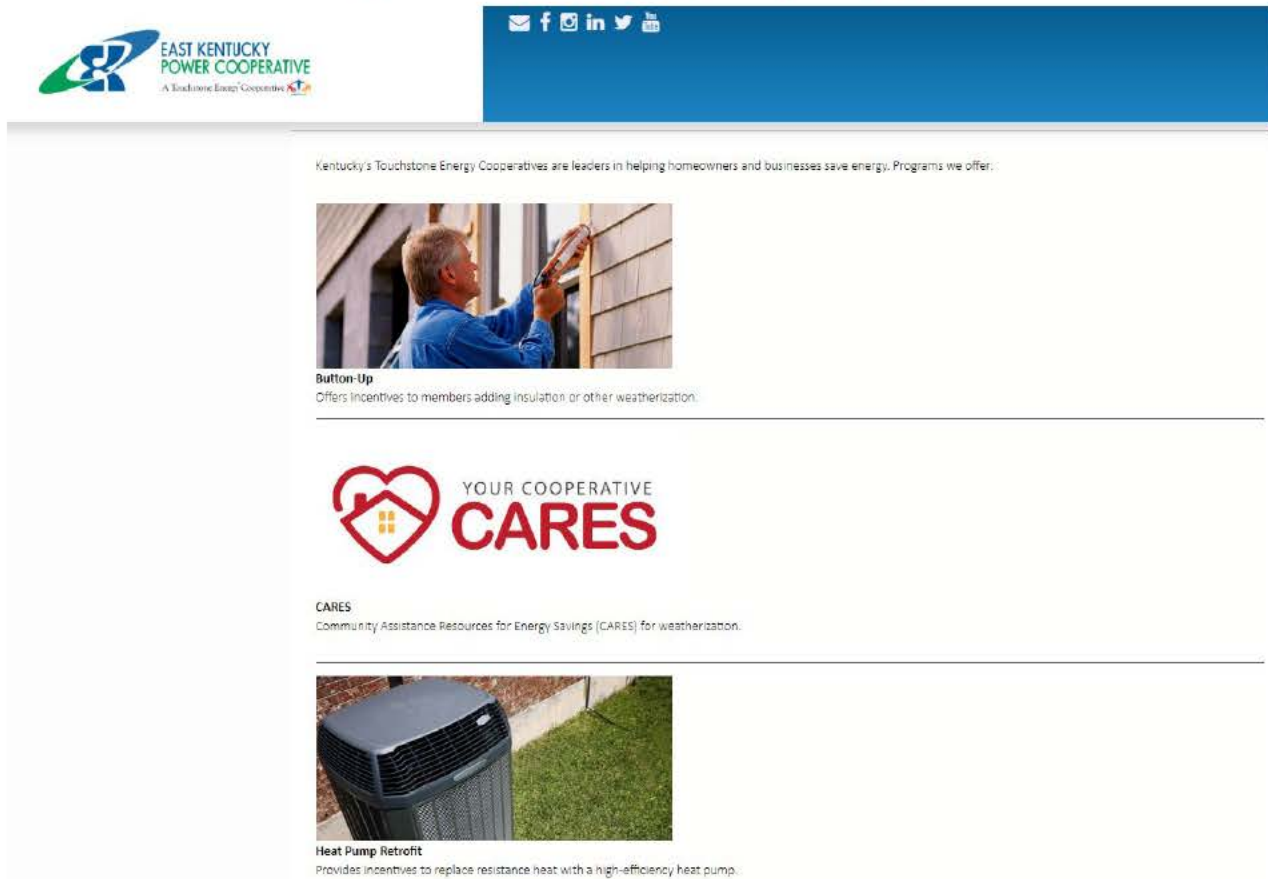 EAST KENTUCKY
POWER COOPERATIVE
A Touchstone Energy Cooperative
You
Tube
Kentucky's Touchstone Energy Cooperatives are leaders in helping homeowners and businesses save energy. Programs we offer.
Button-Up
Offers incentives to members adding insulation or other weatherization.
YOUR COOPERATIVE
CARES
CARES
Community Assistance Resources for Energy Savings (CARES) for weatherization.
Heat Pump Retrofit
Provides incentives to replace resistance heat with a high-efficiency heat pump.